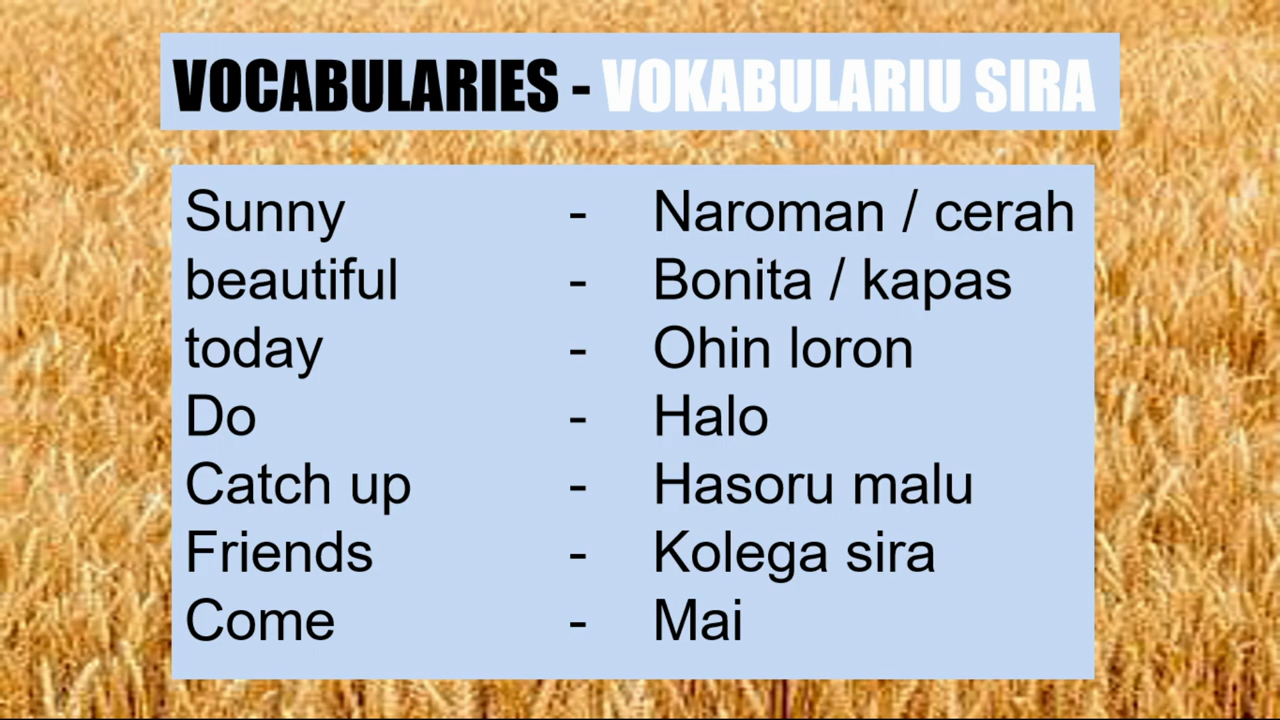 VOCABULARIES - VOKABULARIU SIRA
Sunny - Naroman / cerah
beautiful - Bonita / kapas
today - Ohin loron
Do - Halo
Catch up - Hasoru malu
Friends - Kolega sira
Come - Mai